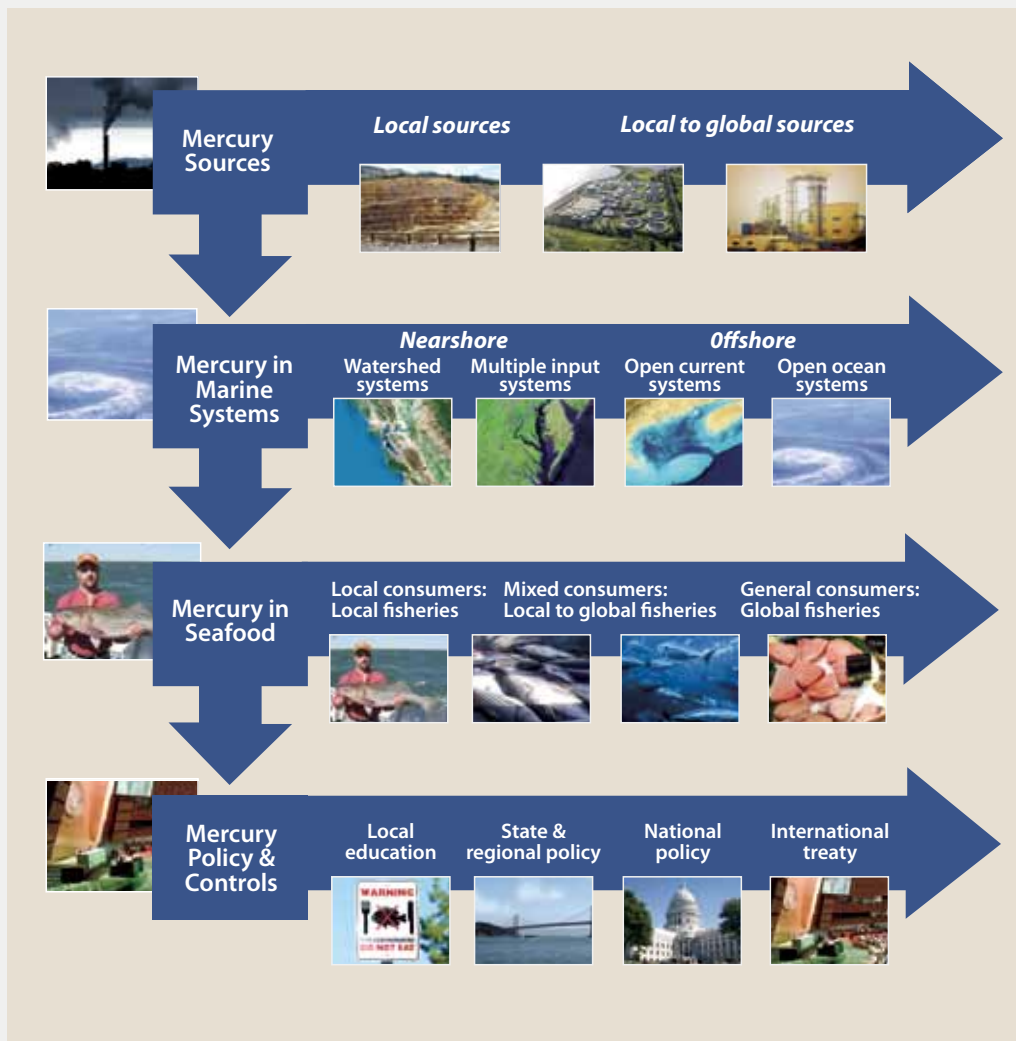 Mercury
Sources
Local sources
Local to global sources
Mercury in
Marine
Systems
Nearshore
Offshore
Watershed
systems
Multiple input
systems
Open current
systems
Open ocean
systems
Mercury in
Seafood
Local consumers:
Local fisheries
Mixed consumers:
Local to global fisheries
General consumers:
Global fisheries
Mercury
Policy &
Controls
Local
education
State &
regional policy
National
policy
International
treaty
WARNING
DO NOT EAT